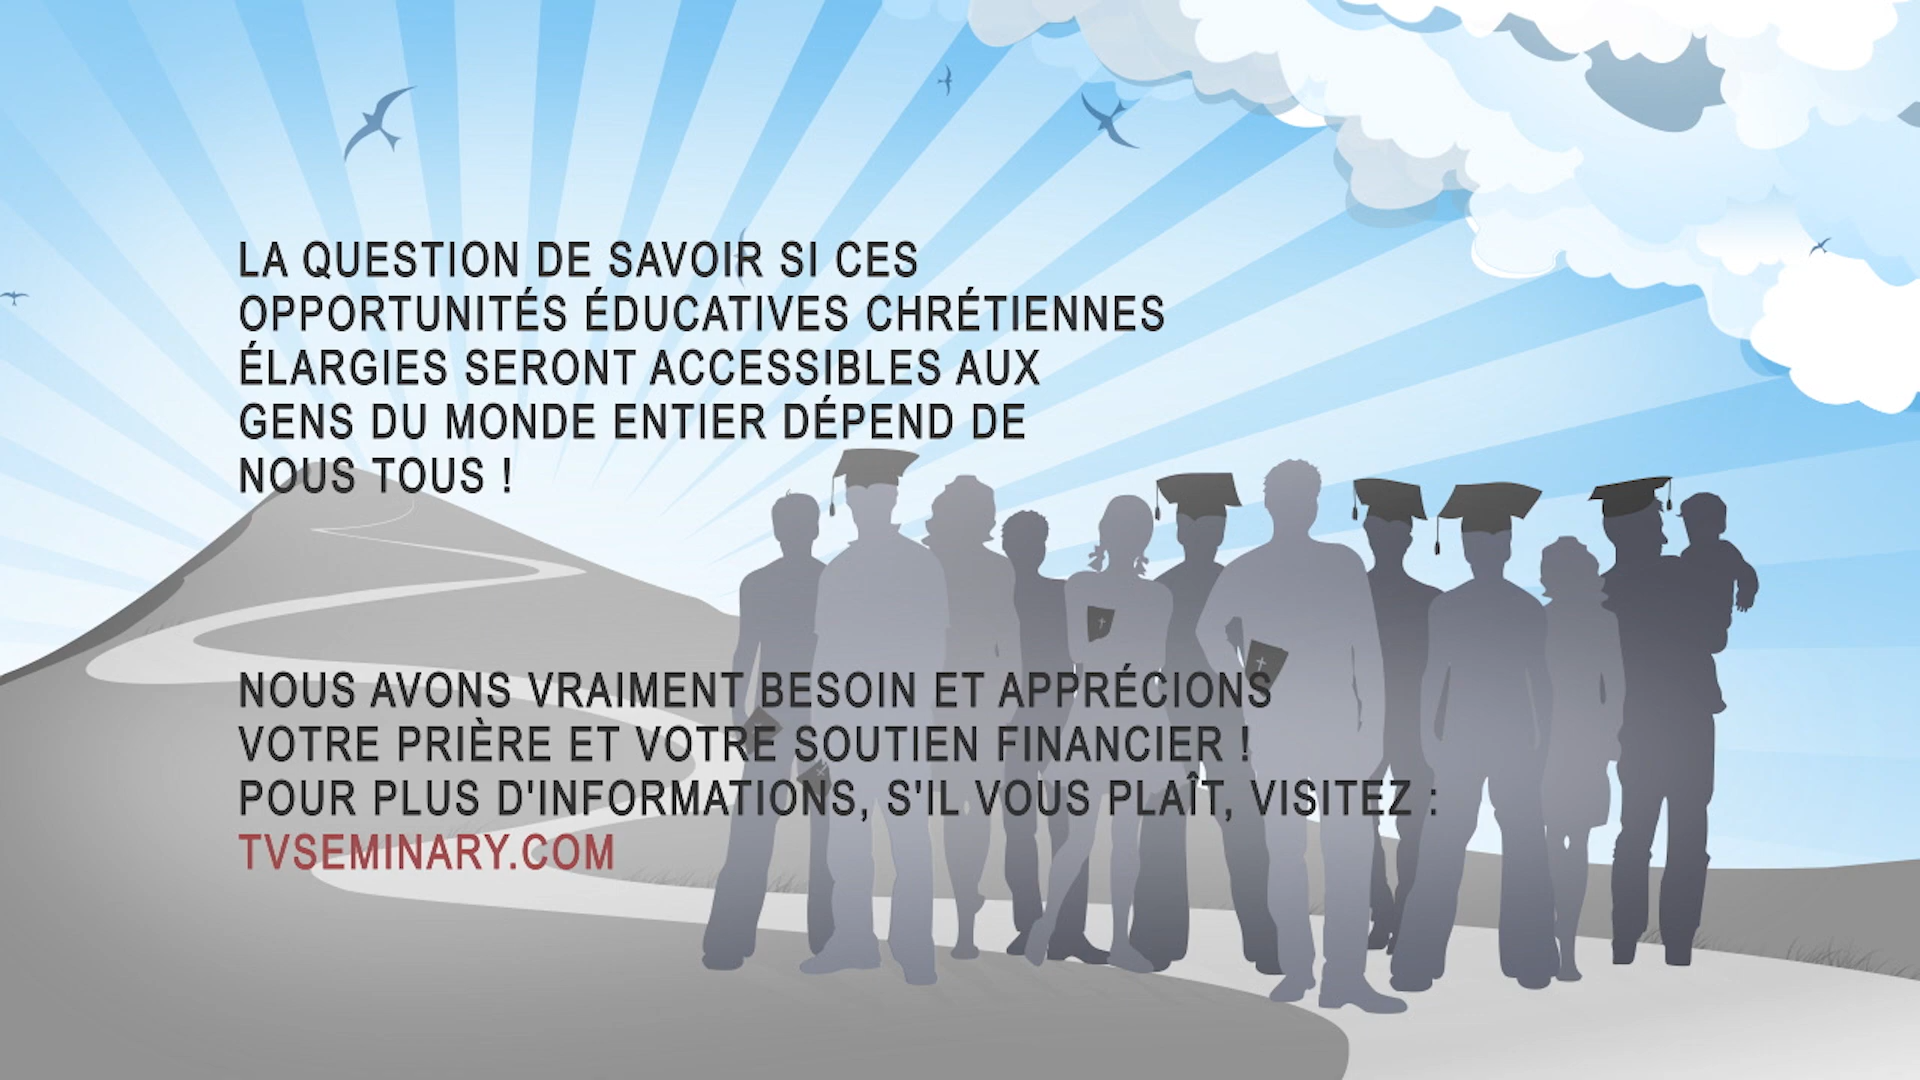 LA QUESTION DE SAVOIR SI CES
OPPORTUNITÉS ÉDUCATIVES CHRÉTIENNES
ÉLARGIES SERONT ACCESSIBLES AUX
GENS DU MONDE ENTIER DÉPEND DE
NOUS TOUS !
NOUS AVONS VRAIMENT BESOIN ET APPRÉCIONS
VOTRE PRIÈRE ET VOTRE SOUTIEN FINANCIER !
POUR PLUS D'INFORMATIONS, S'IL VOUS PLAÎT, VISITEZ :
TVSEMINARY.COM